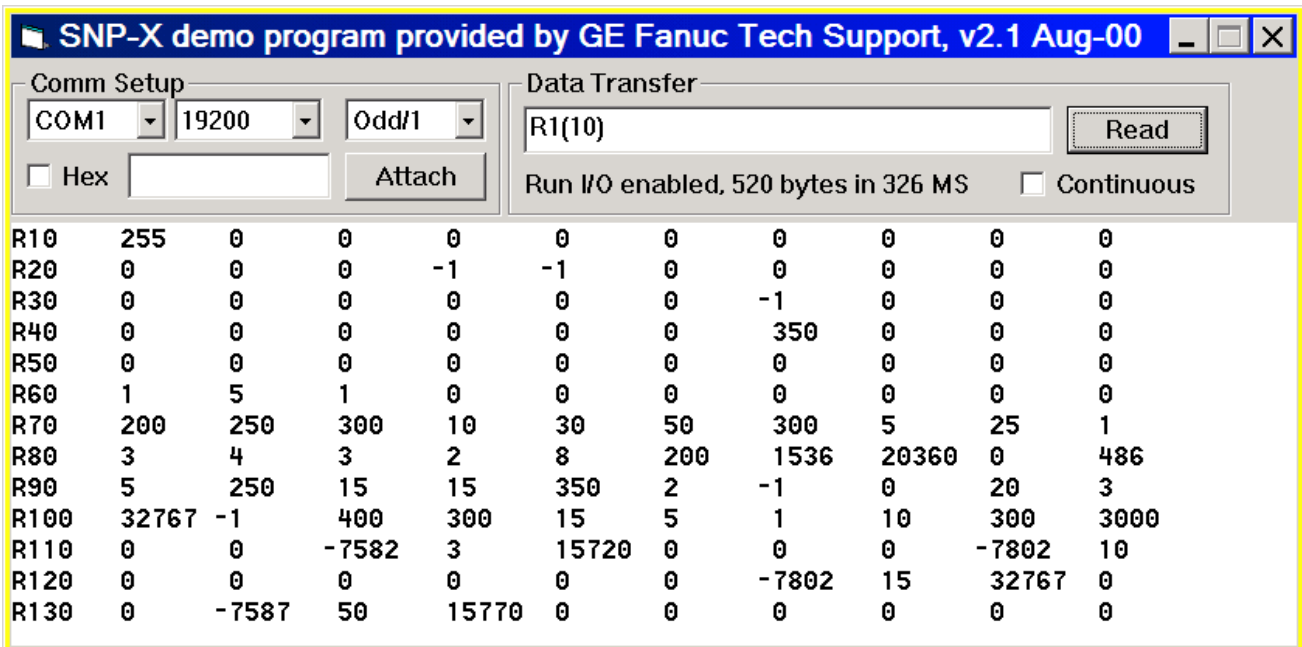 SNP-X demo program provided by GE Fanuc Tech Support, v2.1 Aug-00
Comm Setup
COM1 19200 Odd/1
Hex Attach
Data Transfer
R1(10) Read
Run I/O enabled, 520 bytes in 326 MS Continuous
R10 255 0 0 0 0 0 0 0 0 0
R20 0 0 0 -1 -1 0 0 0 0 0
R30 0 0 0 0 0 0 -1 0 0 0
R40 0 0 0 0 0 0 350 0 0 0
R50 0 0 0 0 0 0 0 0 0 0
R60 1 5 1 0 0 0 0 0 0 0
R70 200 250 300 10 30 50 300 5 25 1
R80 3 4 3 2 8 200 1536 20360 0 486
R90 5 250 15 15 350 2 -1 0 20 3
R100 32767 -1 400 300 15 5 1 10 300 3000
R110 0 0 -7582 3 15720 0 0 0 -7802 10
R120 0 0 0 0 0 0 -7802 15 32767 0
R130 0 -7587 50 15770 0 0 0 0 0 0